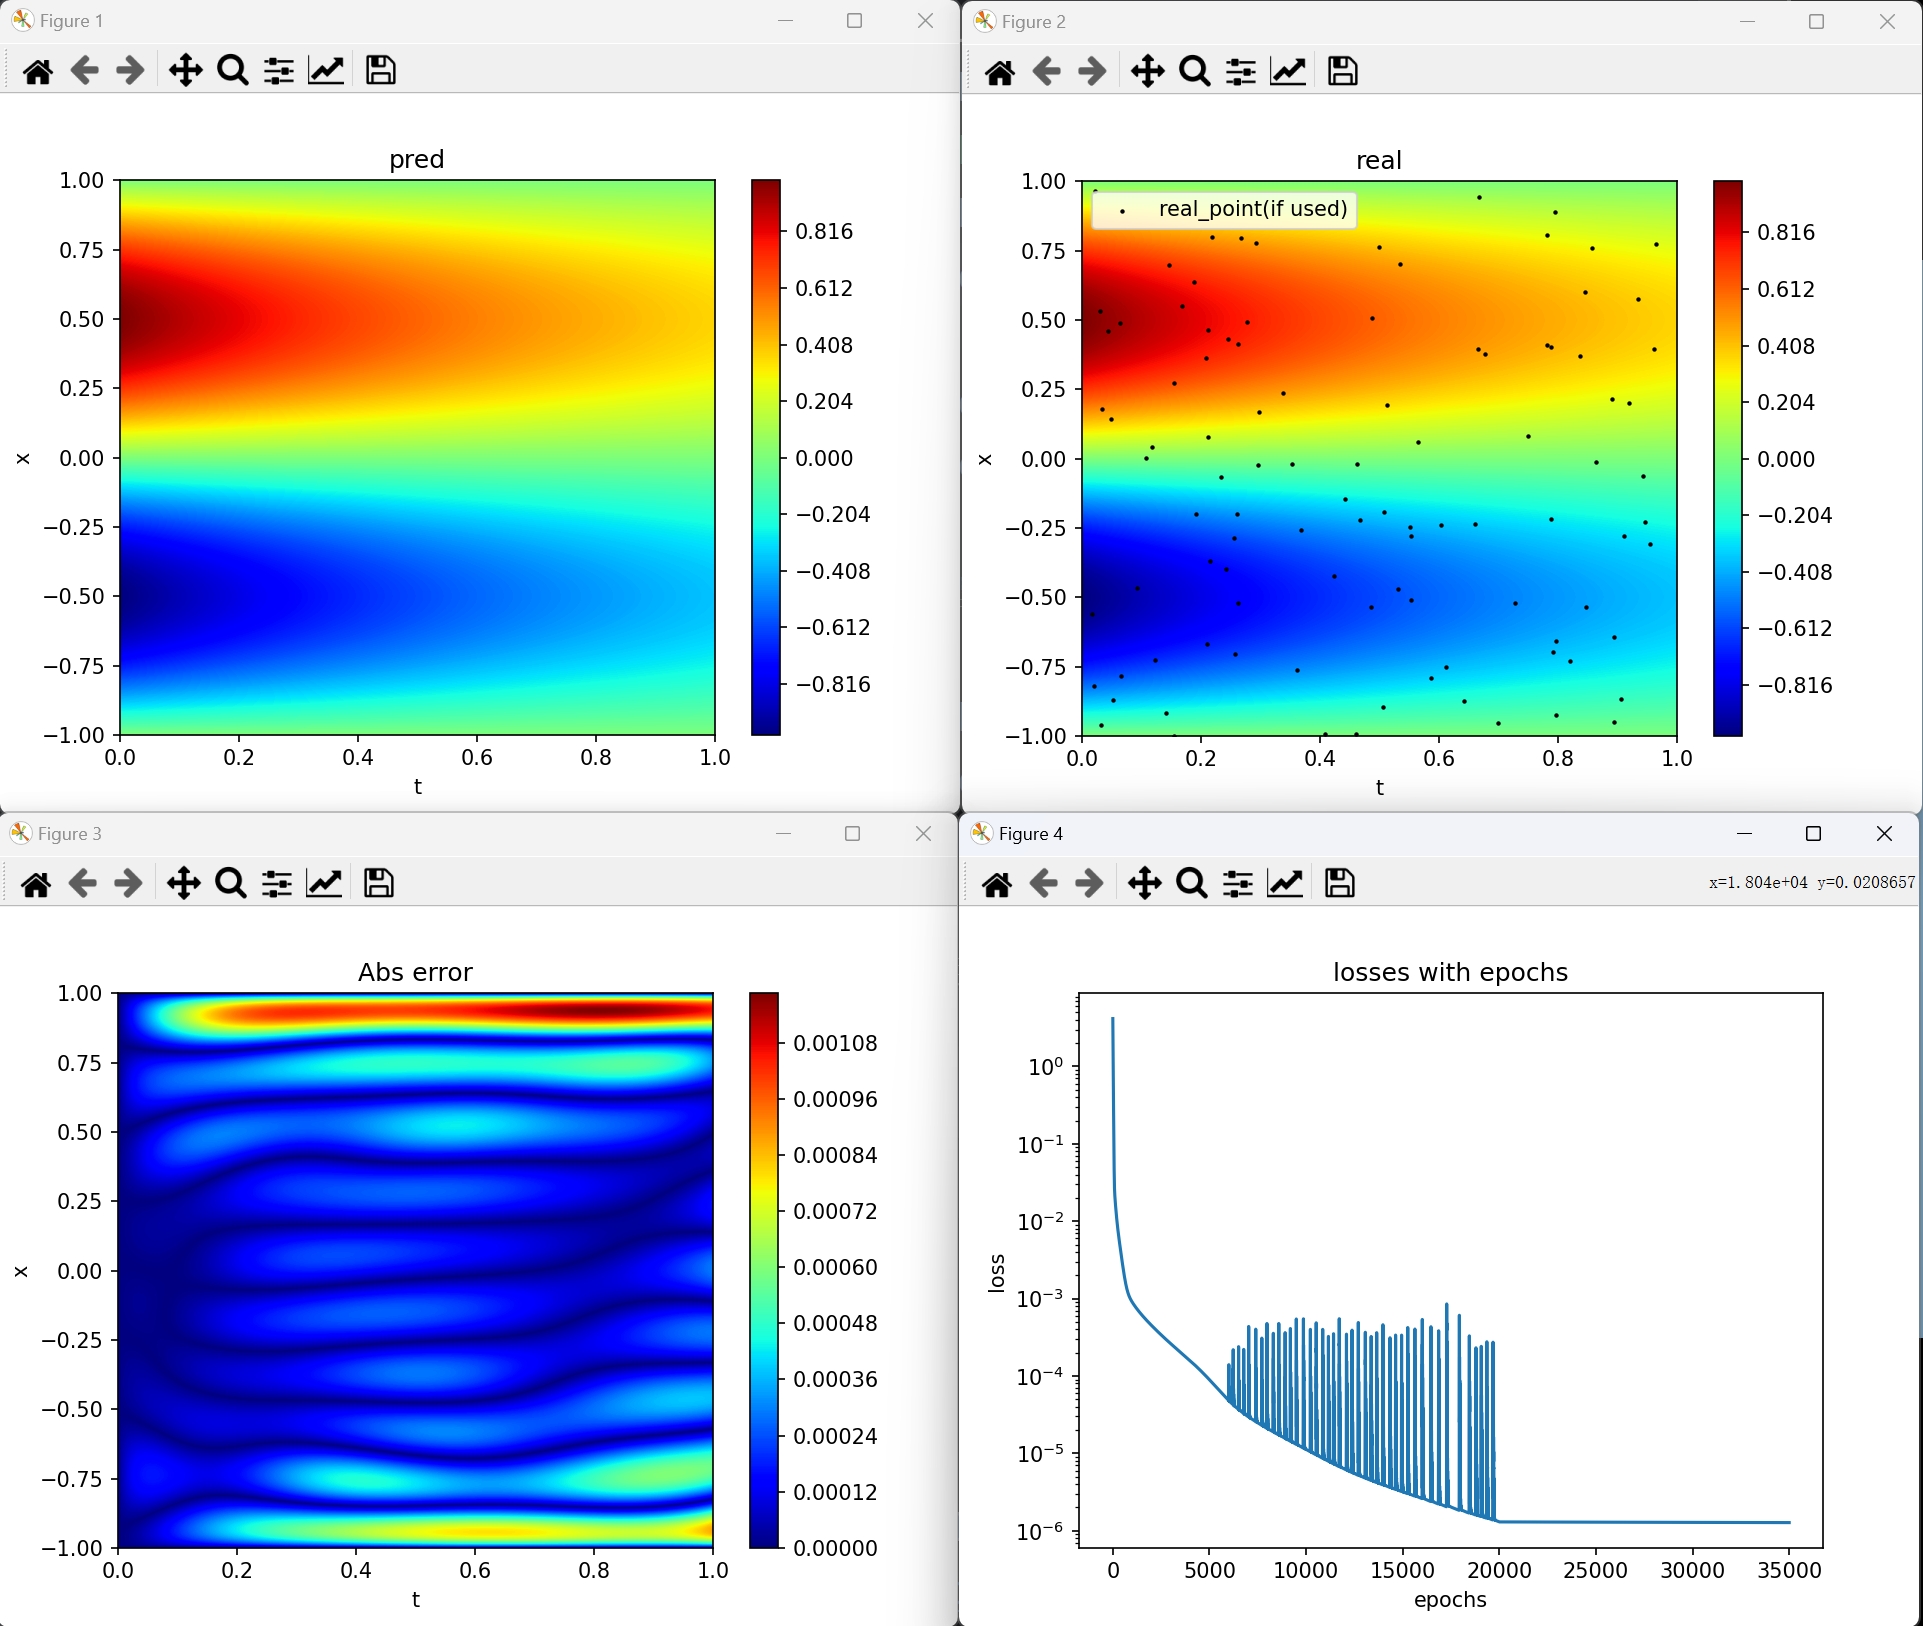 Figure 1
pred
1.00
0.75
0.50
0.25
0.00
−0.25
−0.50
−0.75
−1.00
x
0.0 0.2 0.4 0.6 0.8 1.0
t
0.816
0.612
0.408
0.204
0.000
−0.204
−0.408
−0.612
−0.816
Figure 2
real
real_point(if used)
1.00
0.75
0.50
0.25
0.00
−0.25
−0.50
−0.75
−1.00
x
0.0 0.2 0.4 0.6 0.8 1.0
t
0.816
0.612
0.408
0.204
0.000
−0.204
−0.408
−0.612
−0.816
Figure 3
Abs error
1.00
0.75
0.50
0.25
0.00
−0.25
−0.50
−0.75
−1.00
x
0.0 0.2 0.4 0.6 0.8 1.0
t
0.00108
0.00096
0.00084
0.00072
0.00060
0.00048
0.00036
0.00024
0.00012
0.00000
Figure 4
x=1.804e+04 y=0.0208657
losses with epochs
10⁰
10⁻¹
10⁻²
10⁻³
10⁻⁴
10⁻⁵
10⁻⁶
loss
0 5000 10000 15000 20000 25000 30000 35000
epochs